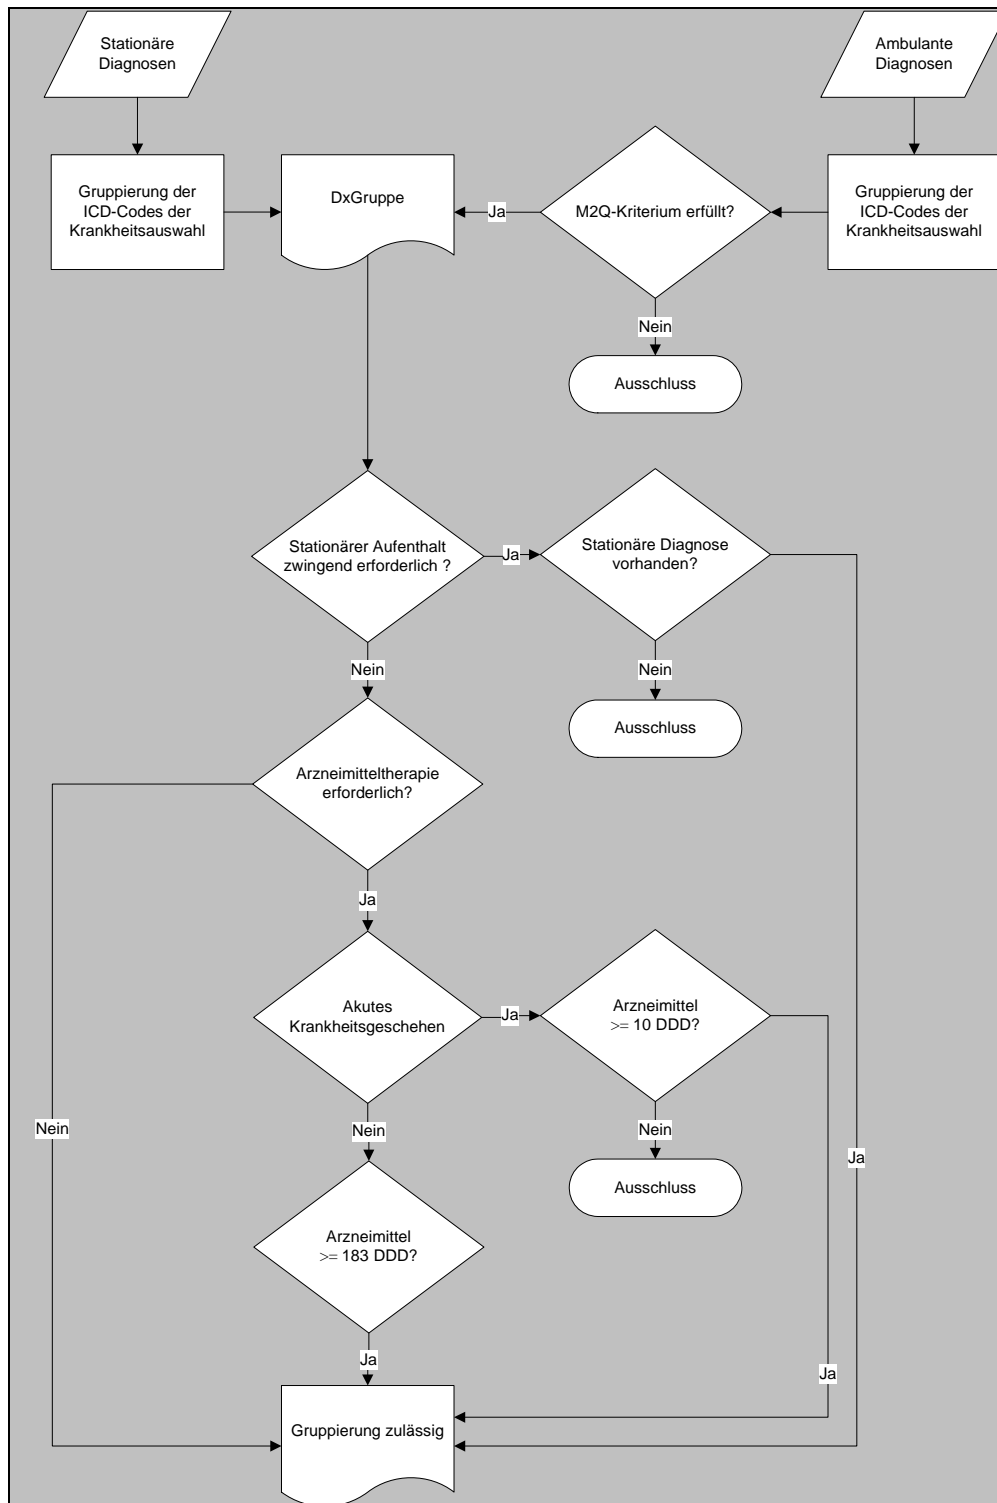 Stationäre
Diagnosen
Ambulante
Diagnosen
Gruppierung der
ICD-Codes der
Krankheitsauswahl
DxGruppe
Ja
M2Q-Kriterium erfüllt?
Gruppierung der
ICD-Codes der
Krankheitsauswahl
Nein
Ausschluss
Stationärer Aufenthalt
zwingend erforderlich ?
Ja
Stationäre Diagnose
vorhanden?
Nein
Nein
Ausschluss
Arzneimitteltherapie
erforderlich?
Ja
Akutes
Krankheitsgeschehen
Ja
Arzneimittel
>= 10 DDD?
Nein
Nein
Nein
Ja
Ausschluss
Arzneimittel
>= 183 DDD?
Ja
Ja
Gruppierung zulässig